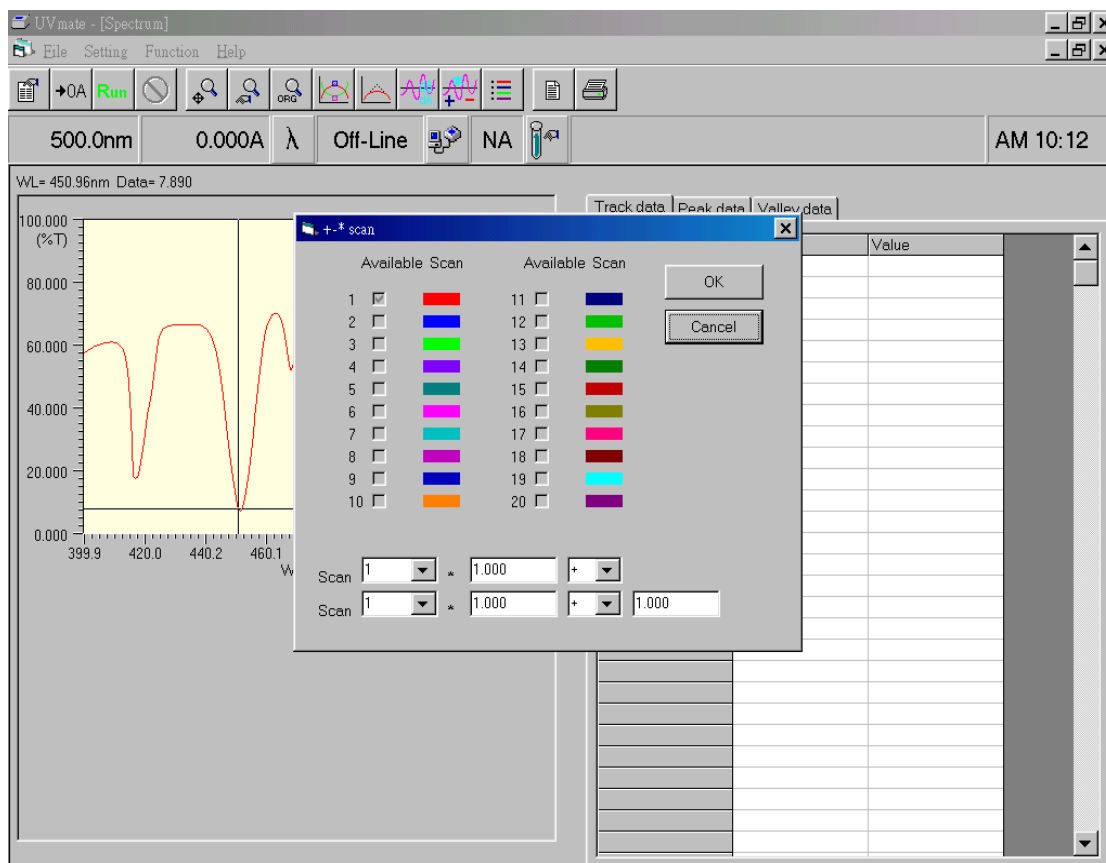 UVmate - [Spectrum]
File Setting Function Help
→0A Run ORG
500.0nm 0.000A λ Off-Line NA AM 10:12
WL= 450.96nm Data= 7.890
Track data Peak data Valley data
Value
100.000
(%T)
80.000
60.000
40.000
20.000
0.000
399.9 420.0 440.2 460.1
W
+-* scan
Available Scan Available Scan
OK
Cancel
1 11
2 12
3 13
4 14
5 15
6 16
7 17
8 18
9 19
10 20
Scan 1 * 1.000 +
Scan 1 * 1.000 + 1.000